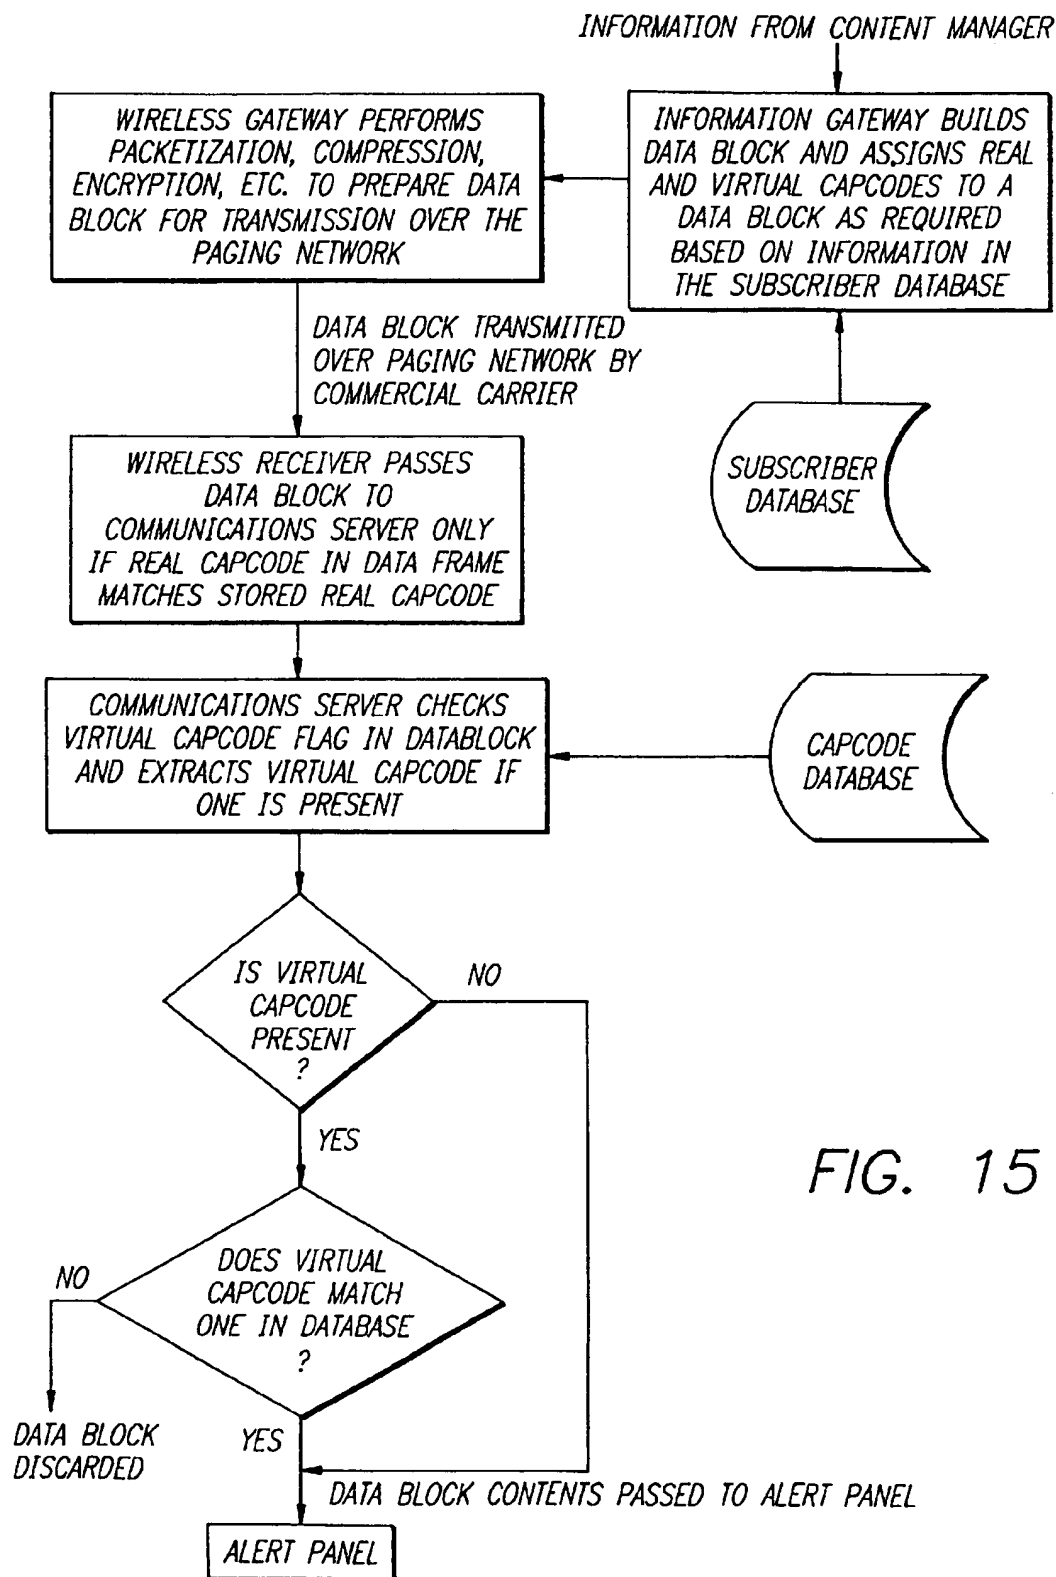 INFORMATION FROM CONTENT MANAGER
WIRELESS GATEWAY PERFORMS
PACKETIZATION, COMPRESSION,
ENCRYPTION, ETC. TO PREPARE DATA
BLOCK FOR TRANSMISSION OVER THE
PAGING NETWORK
INFORMATION GATEWAY BUILDS
DATA BLOCK AND ASSIGNS REAL
AND VIRTUAL CAPCODES TO A
DATA BLOCK AS REQUIRED
BASED ON INFORMATION IN
THE SUBSCRIBER DATABASE
DATA BLOCK TRANSMITTED
OVER PAGING NETWORK BY
COMMERCIAL CARRIER
SUBSCRIBER
DATABASE
WIRELESS RECEIVER PASSES
DATA BLOCK TO
COMMUNICATIONS SERVER ONLY
IF REAL CAPCODE IN DATA FRAME
MATCHES STORED REAL CAPCODE
COMMUNICATIONS SERVER CHECKS
VIRTUAL CAPCODE FLAG IN DATABLOCK
AND EXTRACTS VIRTUAL CAPCODE IF
ONE IS PRESENT
CAPCODE
DATABASE
IS VIRTUAL
CAPCODE
PRESENT
?
NO
YES
FIG. 15
DOES VIRTUAL
CAPCODE MATCH
ONE IN DATABASE
?
NO
DATA BLOCK
DISCARDED
YES
DATA BLOCK CONTENTS PASSED TO ALERT PANEL
ALERT PANEL